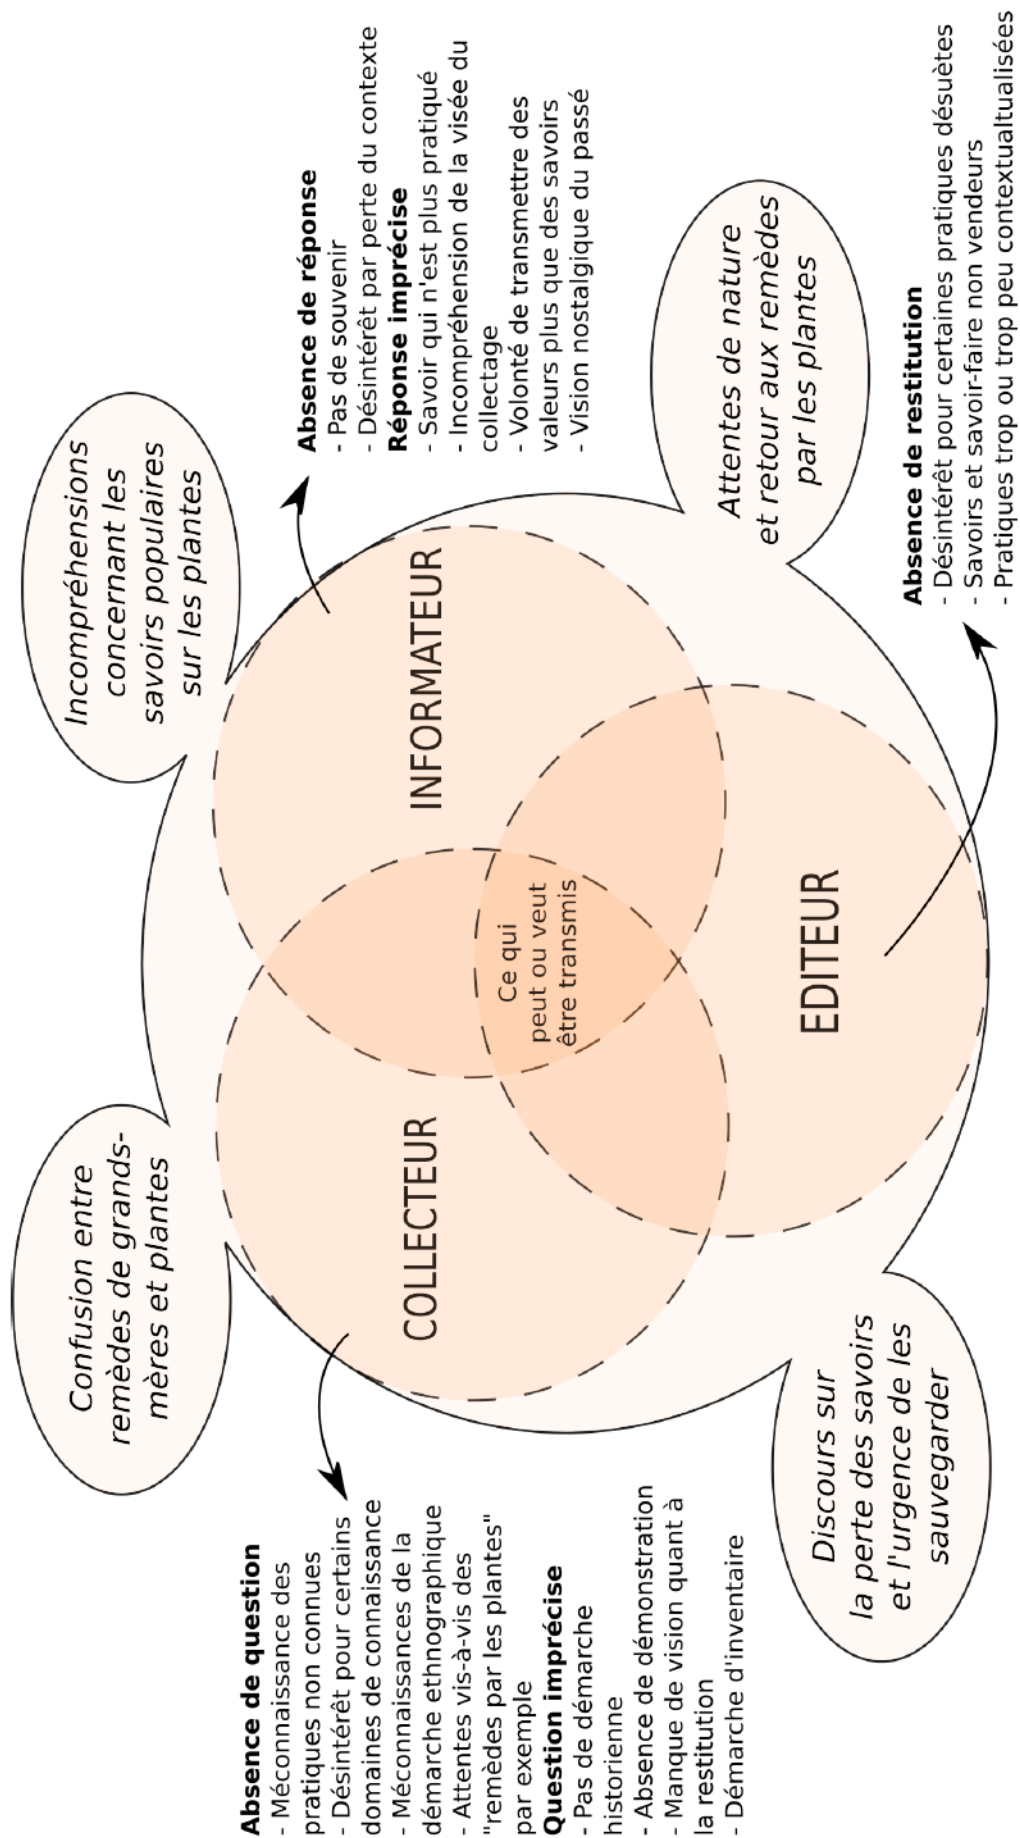 Confusion entre
remèdes de grands-
mères et plantes
Incompréhensions
concernant les
savoirs populaires
sur les plantes
Absence de question
- Méconnaissance des
pratiques non connues
- Désintérêt pour certains
domaines de connaissance
- Méconnaissances de la
démarche ethnographique
- Attentes vis-à-vis des
"remèdes par les plantes"
par exemple
Question imprécise
- Pas de démarche
historienne
- Absence de démonstration
- Manque de vision quant à
la restitution
- Démarche d'inventaire
COLLECTEUR
INFORMATEUR
Absence de réponse
- Pas de souvenir
- Désintérêt par perte du contexte
Réponse imprécise
- Savoir qui n'est plus pratiqué
- Incompréhension de la visée du
collectage
- Volonté de transmettre des
valeurs plus que des savoirs
- Vision nostalgique du passé
Ce qui
peut ou veut
être transmis
EDITEUR
Discours sur
la perte des savoirs
et l'urgence de les
sauvegarder
Attentes de nature
et retour aux remèdes
par les plantes
Absence de restitution
- Désintérêt pour certaines pratiques désuètes
- Savoirs et savoir-faire non vendeurs
- Pratiques trop ou trop peu contextualtualisées